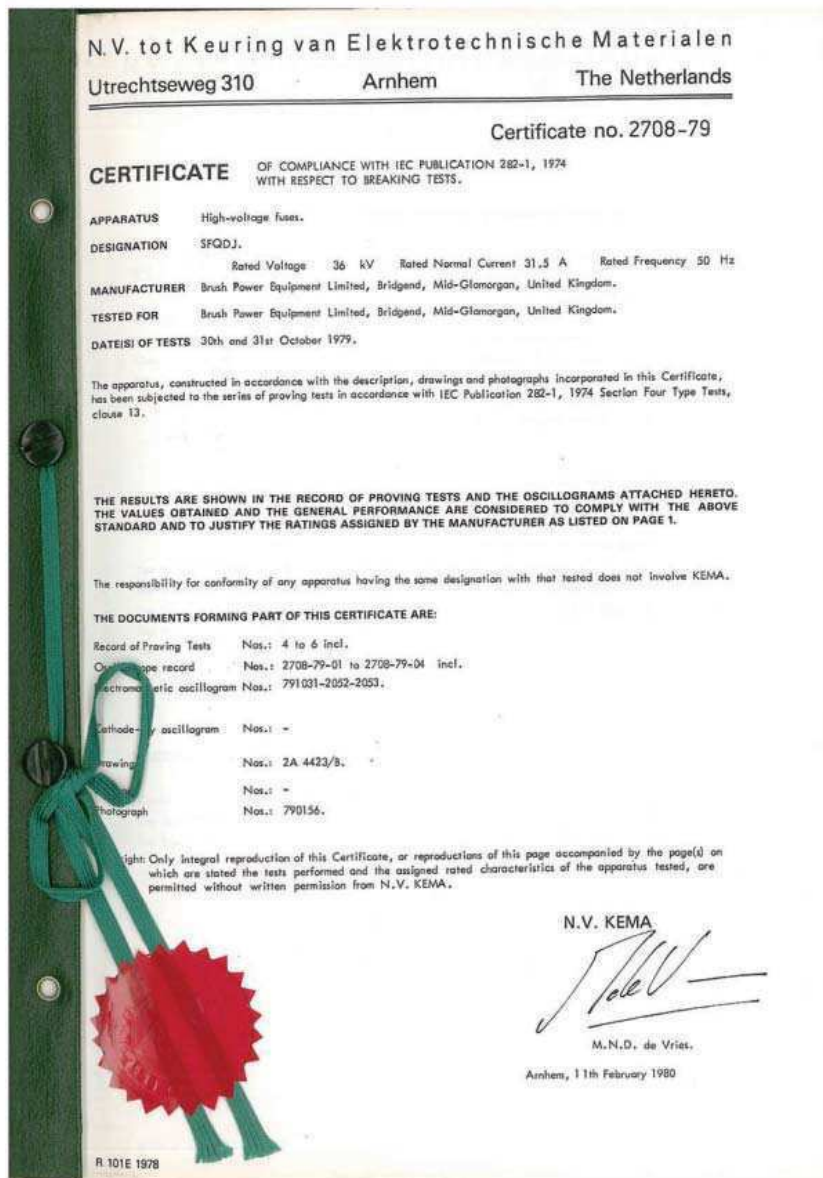 N.V. tot Keuring van Elektrotechnische Materialen
Utrechtseweg 310 Arnhem The Netherlands
Certificate no. 2708-79
CERTIFICATE OF COMPLIANCE WITH IEC PUBLICATION 282-1, 1974
WITH RESPECT TO BREAKING TESTS.
APPARATUS High-voltage fuses.
DESIGNATION SFQDJ.
Rated Voltage 36 kV Rated Normal Current 31.5 A Rated Frequency 50 Hz
MANUFACTURER Brush Power Equipment Limited, Bridgend, Mid-Glamorgan, United Kingdom.
TESTED FOR Brush Power Equipment Limited, Bridgend, Mid-Glamorgan, United Kingdom.
DATE(S) OF TESTS 30th and 31st October 1979.
The apparatus, constructed in accordance with the description, drawings and photographs incorporated in this Certificate,
has been subjected to the series of proving tests in accordance with IEC Publication 282-1, 1974 Section Four Type Tests,
clause 13.
THE RESULTS ARE SHOWN IN THE RECORD OF PROVING TESTS AND THE OSCILLOGRAMS ATTACHED HERETO.
THE VALUES OBTAINED AND THE GENERAL PERFORMANCE ARE CONSIDERED TO COMPLY WITH THE ABOVE
STANDARD AND TO JUSTIFY THE RATINGS ASSIGNED BY THE MANUFACTURER AS LISTED ON PAGE 1.
The responsibility for conformity of any apparatus having the same designation with that tested does not involve KEMA.
THE DOCUMENTS FORMING PART OF THIS CERTIFICATE ARE:
Record of Proving Tests Nos.: 4 to 6 incl.
record Nos.: 2708-79-01 to 2708-79-04 incl.
oscillogram Nos.: 791031-2052-2053.
oscillogram Nos.: -
Drawing Nos.: 2A 4423/B.
Nos.: -
Photograph Nos.: 790156.
Only integral reproduction of this Certificate, or reproductions of this page accompanied by the page(s) on
which are stated the tests performed and the assigned rated characteristics of the apparatus tested, are
permitted without written permission from N.V. KEMA.
N.V. KEMA
M.N.D. de Vries.
Arnhem, 11th February 1980
R 101E 1978